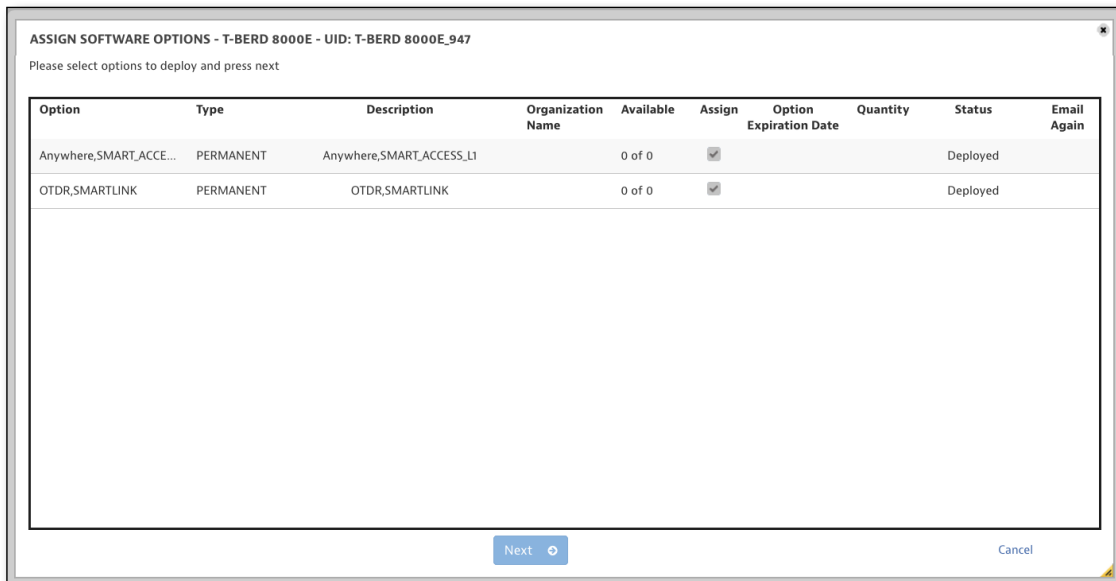 ASSIGN SOFTWARE OPTIONS - T-BERD 8000E - UID: T-BERD 8000E_947
Please select options to deploy and press next
Option Type Description Organization Name Available Assign Option Expiration Date Quantity Status Email Again
Anywhere,SMART_ACCE... PERMANENT Anywhere,SMART_ACCESS_L1 0 of 0 Deployed
OTDR,SMARTLINK PERMANENT OTDR,SMARTLINK 0 of 0 Deployed
Next
Cancel